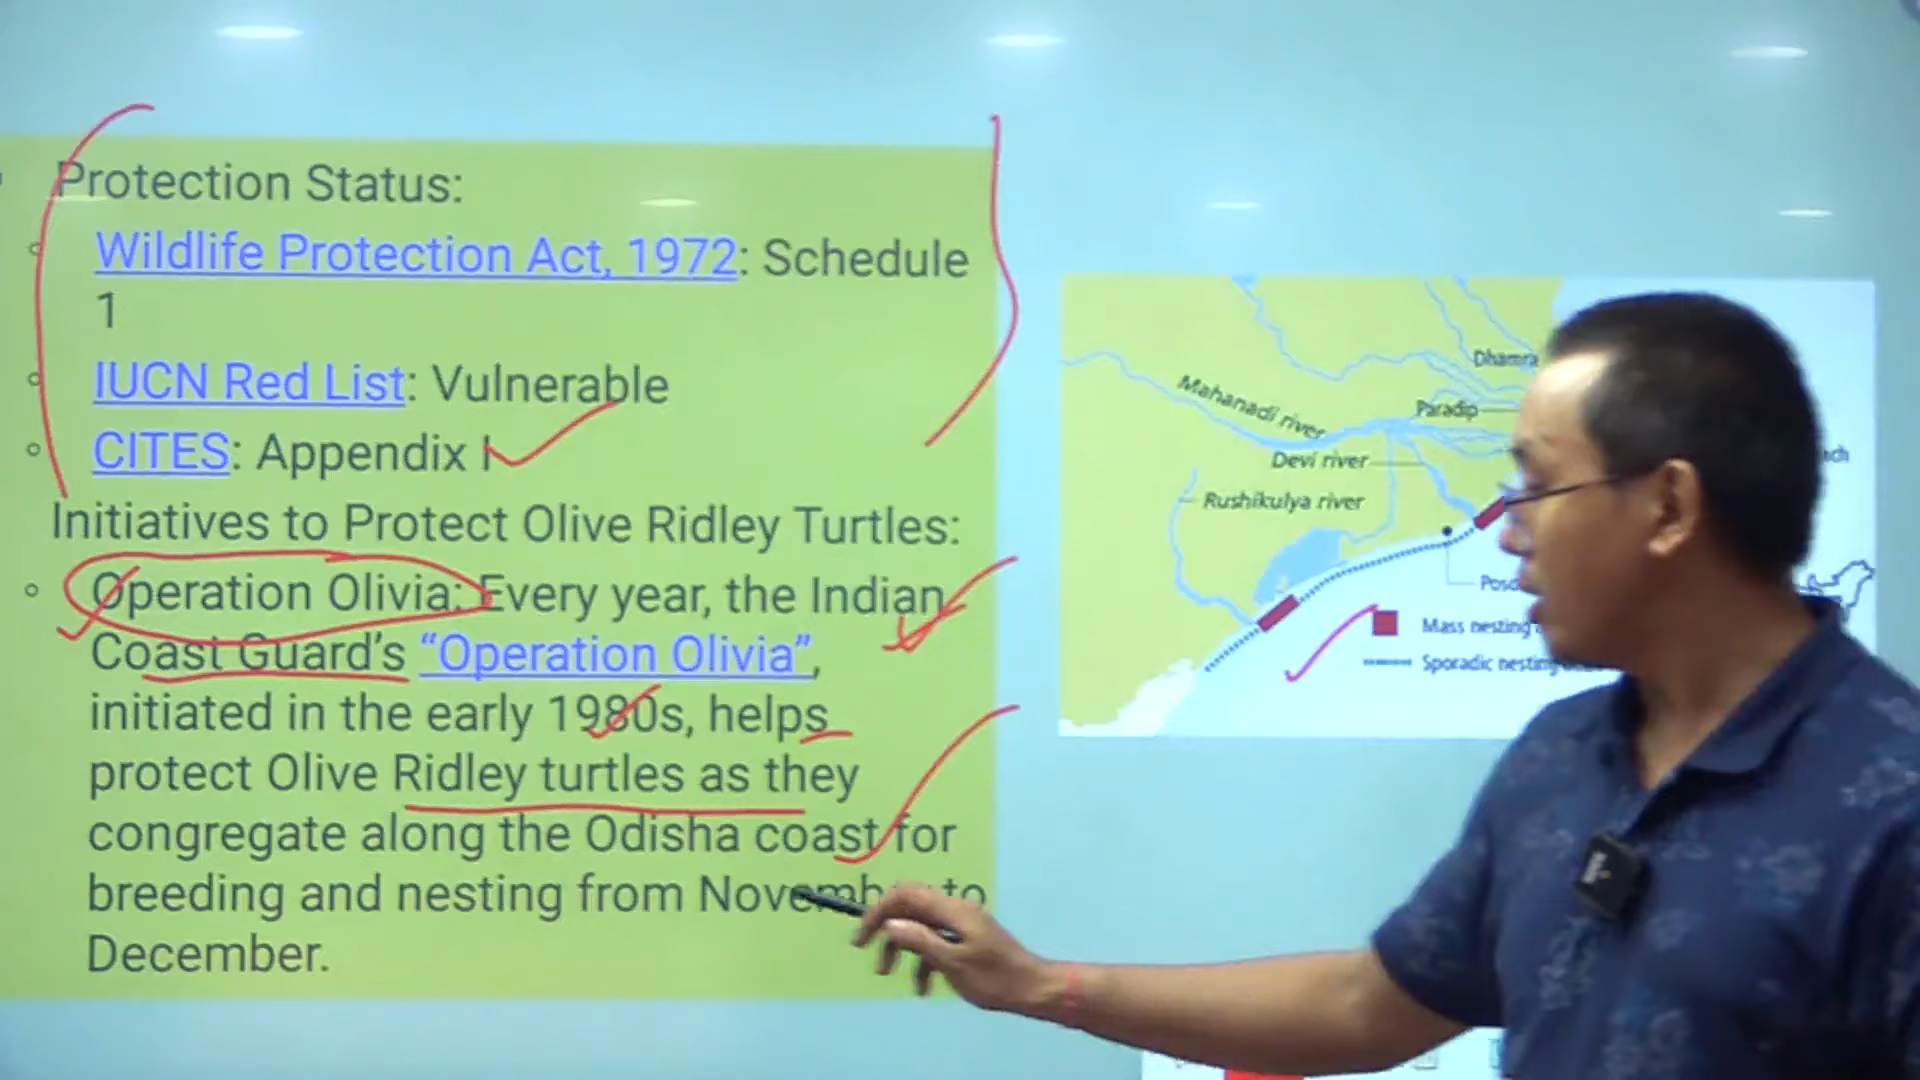 Protection Status:
Wildlife Protection Act, 1972: Schedule
1
IUCN Red List: Vulnerable
CITES: Appendix I
Initiatives to Protect Olive Ridley Turtles:
Operation Olivia: Every year, the Indian
Coast Guard's “Operation Olivia”,
initiated in the early 1980s, helps
protect Olive Ridley turtles as they
congregate along the Odisha coast for
breeding and nesting from November to
December.
Dhamra
Mahanadi river
Paradip
Devi river
Rushikulya river
Mass nesting
Sporadic nesting